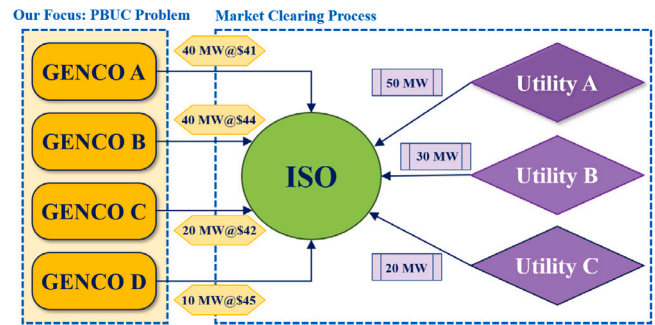 Our Focus: PBUC Problem
Market Clearing Process
GENCO A
40 MW@$41
50 MW
Utility A
GENCO B
40 MW@$44
ISO
30 MW
Utility B
GENCO C
20 MW@$42
20 MW
Utility C
GENCO D
10 MW@$45